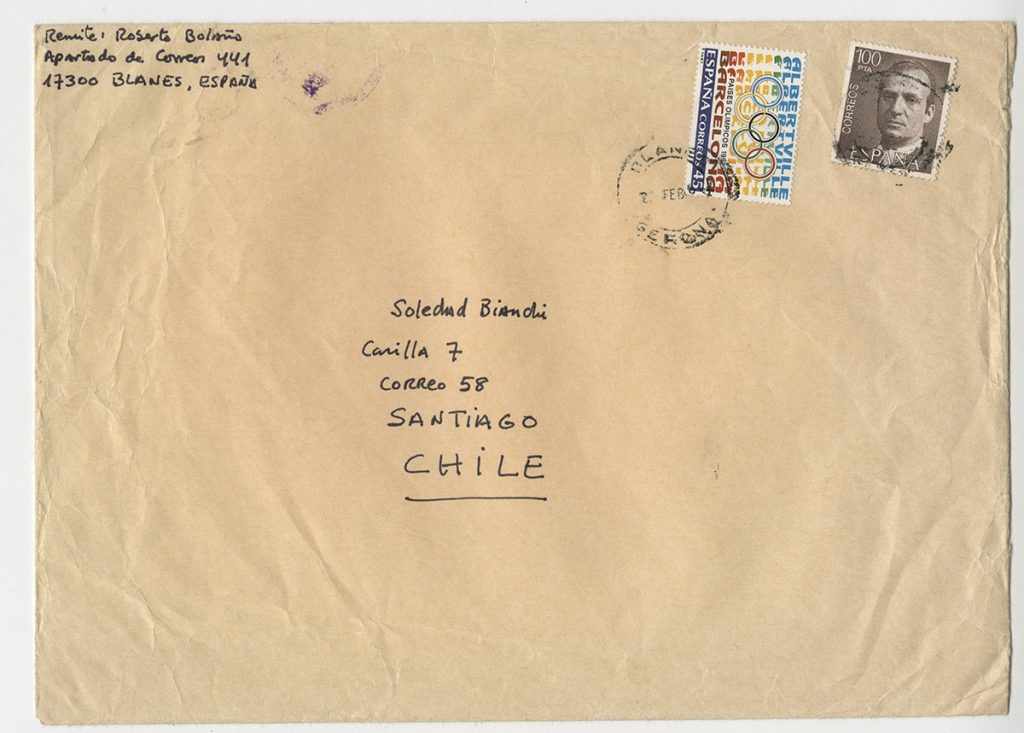 Remite: Roberto Bolaño
Apartado de Correos 441
17300 BLANES, ESPAÑA
ESPAÑA CORREOS 45
BARCELONA
PAISES OLIMPICOS
ALBERTVILLE
100
PTA
CORREOS
ESPAÑA
FEB
GERONA
Soledad Bianchi
Casilla 7
CORREO 58
SANTIAGO
CHILE